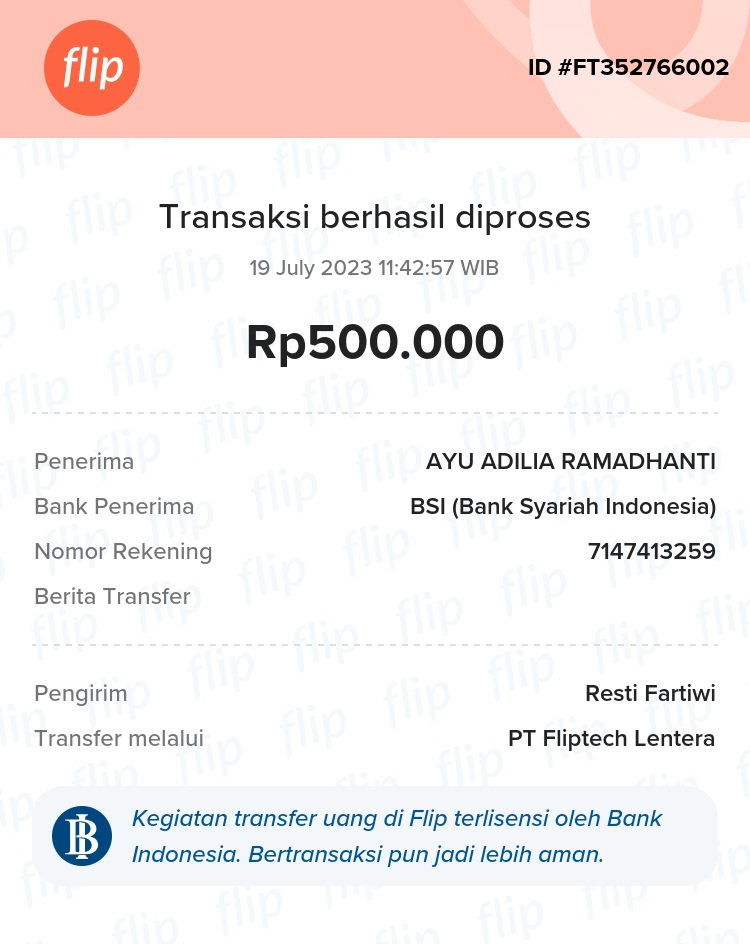 flip
ID #FT352766002
Transaksi berhasil diproses
19 July 2023 11:42:57 WIB
Rp500.000
Penerima AYU ADILIA RAMADHANTI
Bank Penerima BSI (Bank Syariah Indonesia)
Nomor Rekening 7147413259
Berita Transfer
Pengirim Resti Fartiwi
Transfer melalui PT Fliptech Lentera
Kegiatan transfer uang di Flip terlisensi oleh Bank
Indonesia. Bertransaksi pun jadi lebih aman.